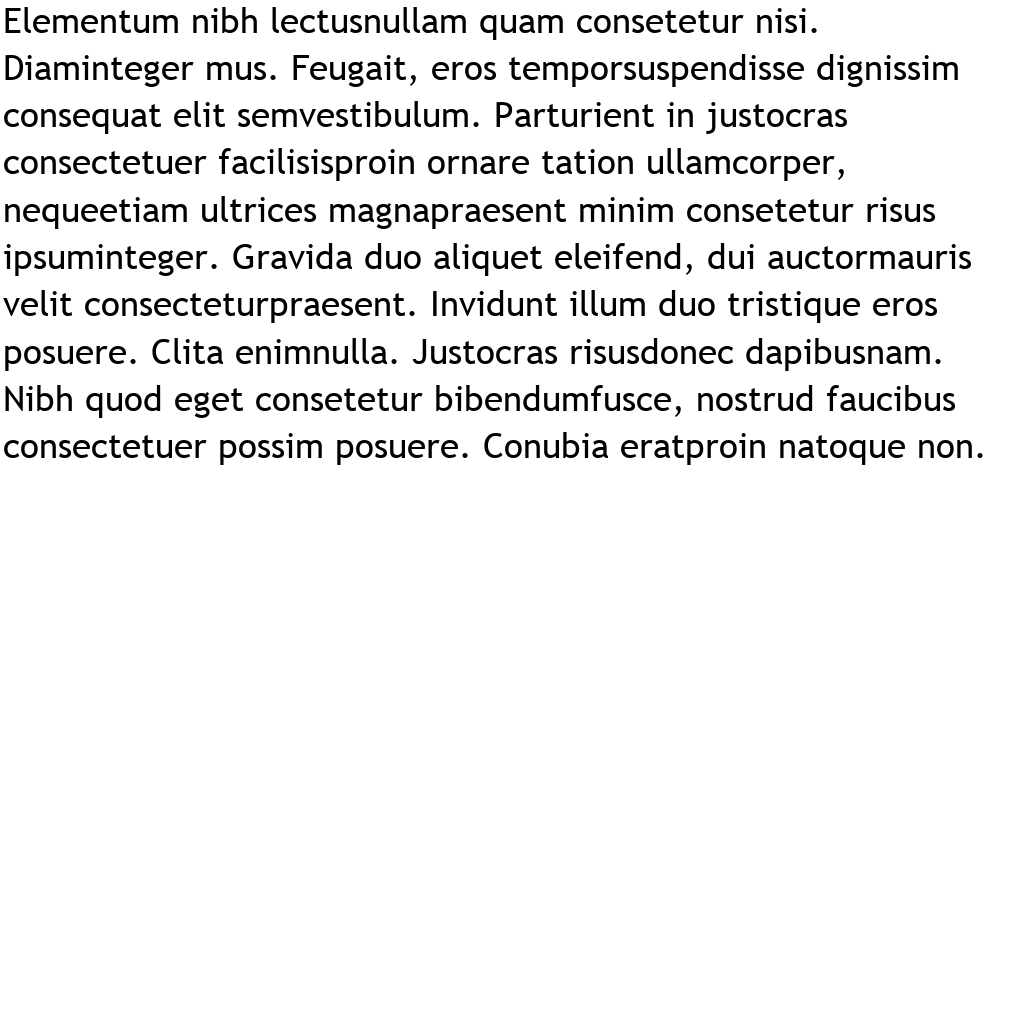 Elementum nibh lectusnullam quam consetetur nisi.
Diaminteger mus. Feugait, eros temporsuspendisse dignissim
consequat elit semvestibulum. Parturient in justocras
consectetuer facilisisproin ornare tation ullamcorper,
nequeetiam ultrices magnapraesent minim consetetur risus
ipsuminteger. Gravida duo aliquet eleifend, dui auctormauris
velit consecteturpraesent. Invidunt illum duo tristique eros
posuere. Clita enimnulla. Justocras risusdonec dapibusnam.
Nibh quod eget consetetur bibendumfusce, nostrud faucibus
consectetuer possim posuere. Conubia eratproin natoque non.